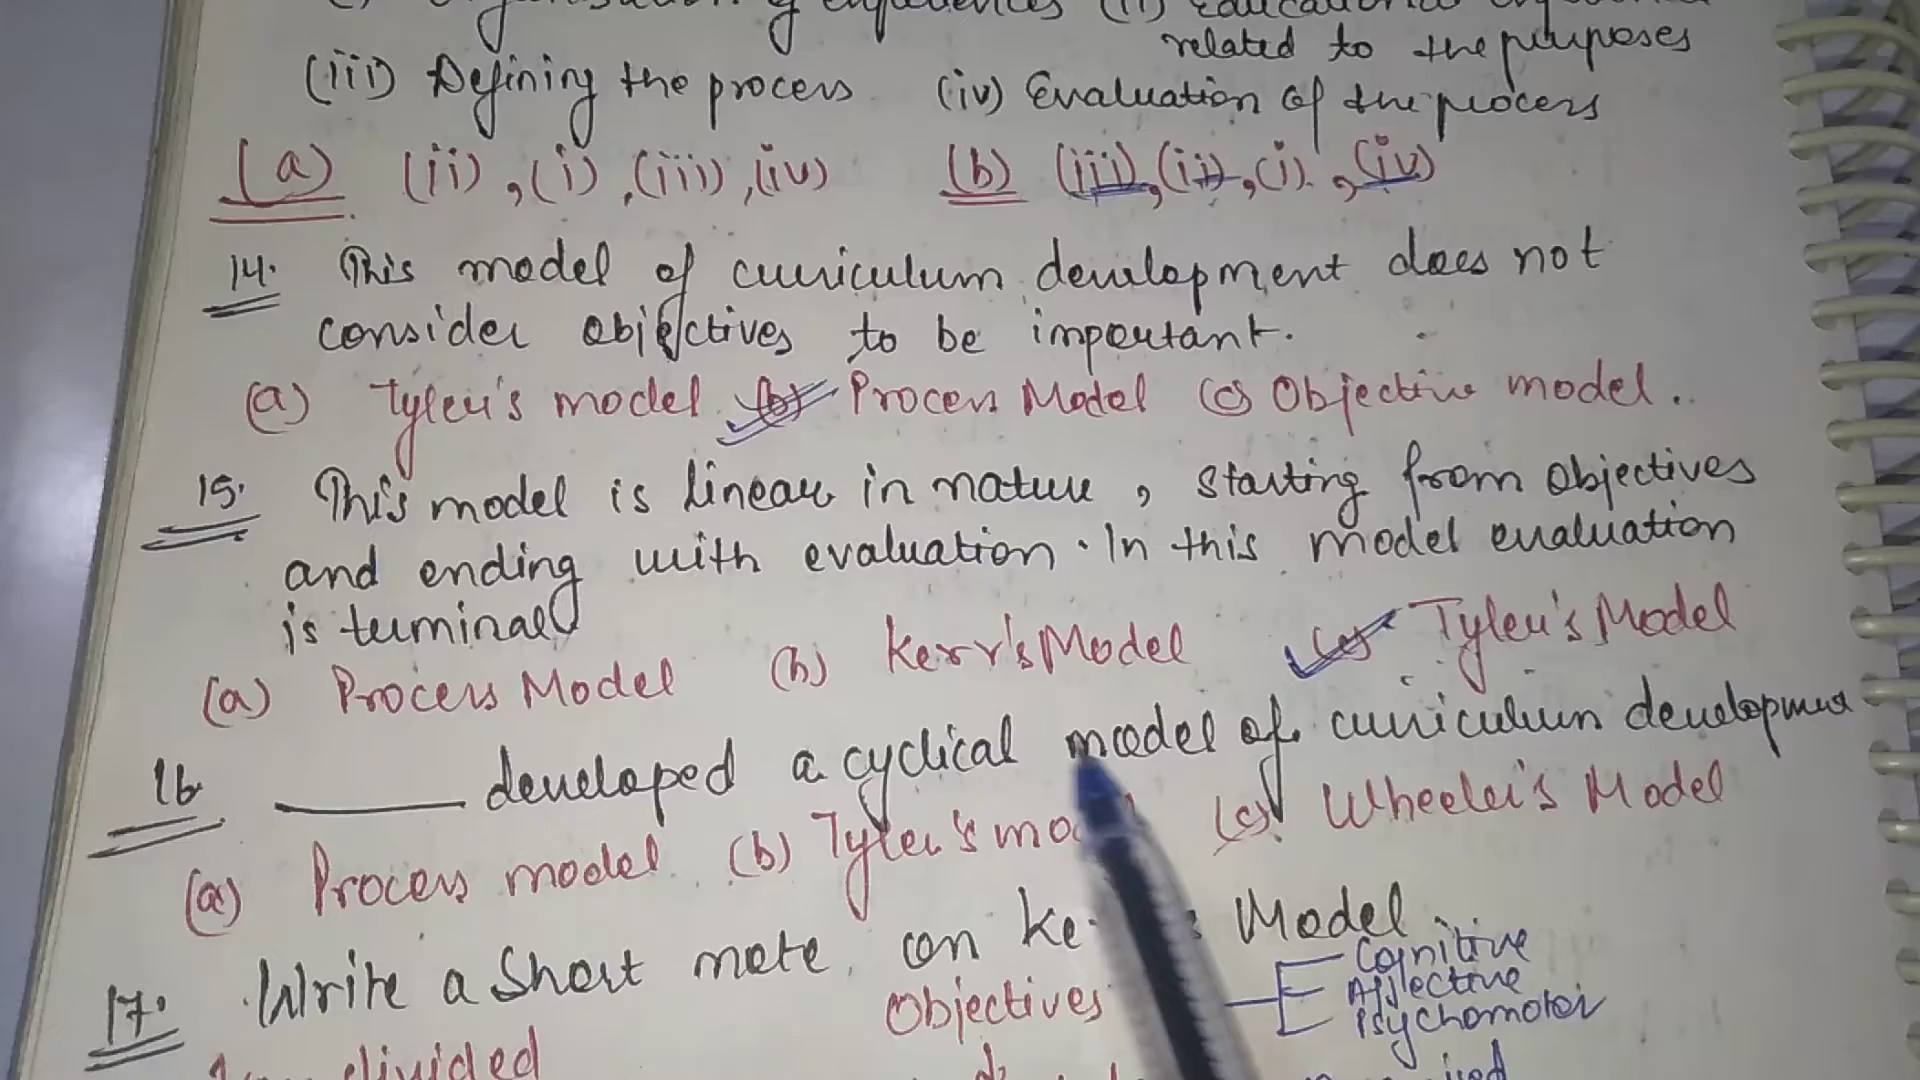 (ii)
related to the purposes
(iii) Defining the process (iv) Evaluation of the process
(a) (ii), (i), (iii), (iv) (b) (iii), (ii), (i), (iv)
14. This model of curriculum development does not
consider objectives to be important.
(a) Tyler's model (b) Process Model (c) Objective model.
15. This model is linear in nature, starting from objectives
and ending with evaluation. In this model evaluation
is terminal
(a) Process Model (b) Kerr's Model (c) Tyler's Model
16. ______ developed a cyclical model of curriculum
(a) Process model (b) Tyler's (c) Wheeler's Model
17. Write a short note on Model.
Objectives Cognitive
Affective
Psychomotor
divided